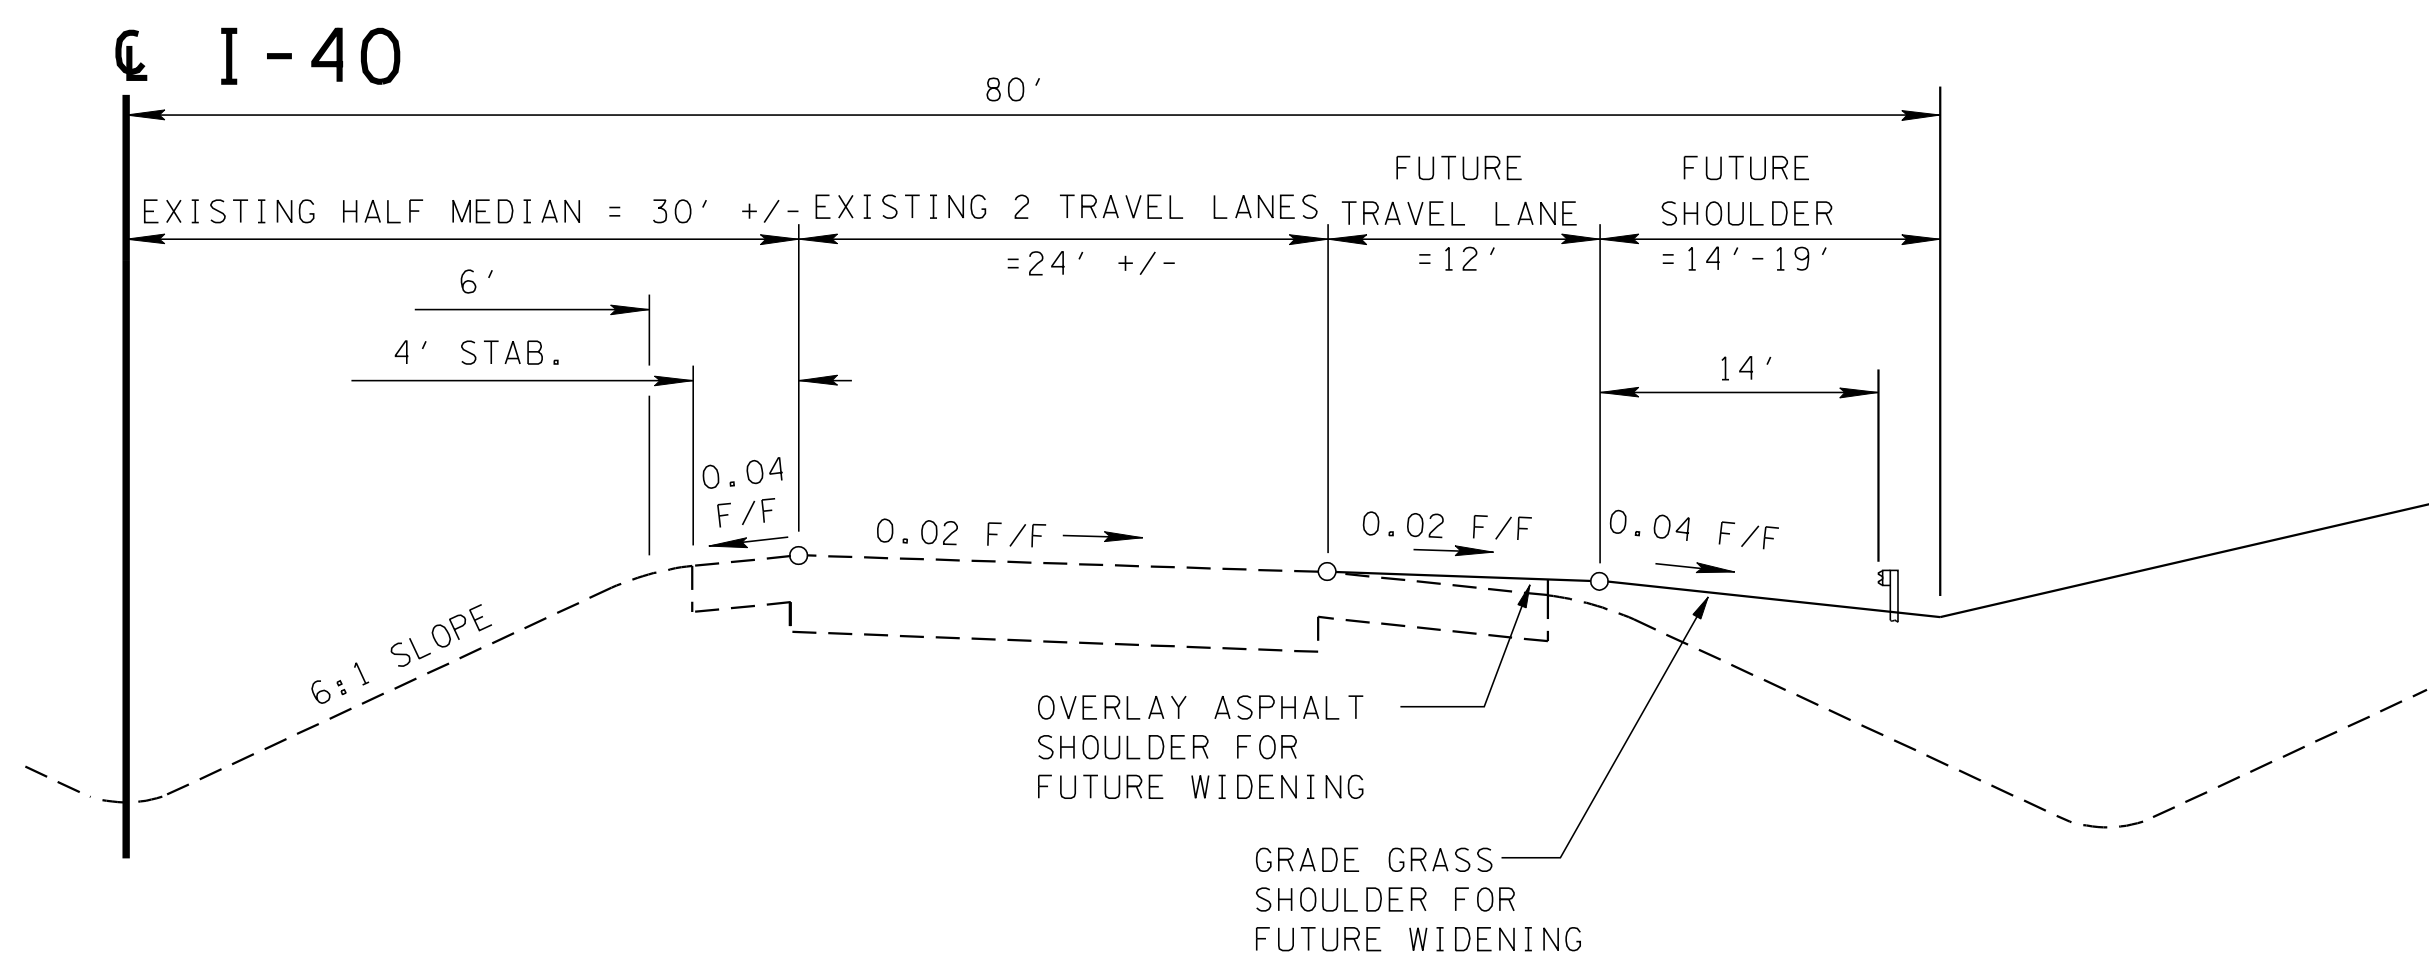 ℄ I-40
80'
EXISTING HALF MEDIAN = 30' +/-
EXISTING 2 TRAVEL LANES
=24' +/-
FUTURE
TRAVEL LANE
=12'
FUTURE
SHOULDER
=14'-19'
6'
4' STAB.
14'
0.04
F/F
0.02 F/F
0.02 F/F
0.04 F/F
6:1 SLOPE
OVERLAY ASPHALT
SHOULDER FOR
FUTURE WIDENING
GRADE GRASS
SHOULDER FOR
FUTURE WIDENING